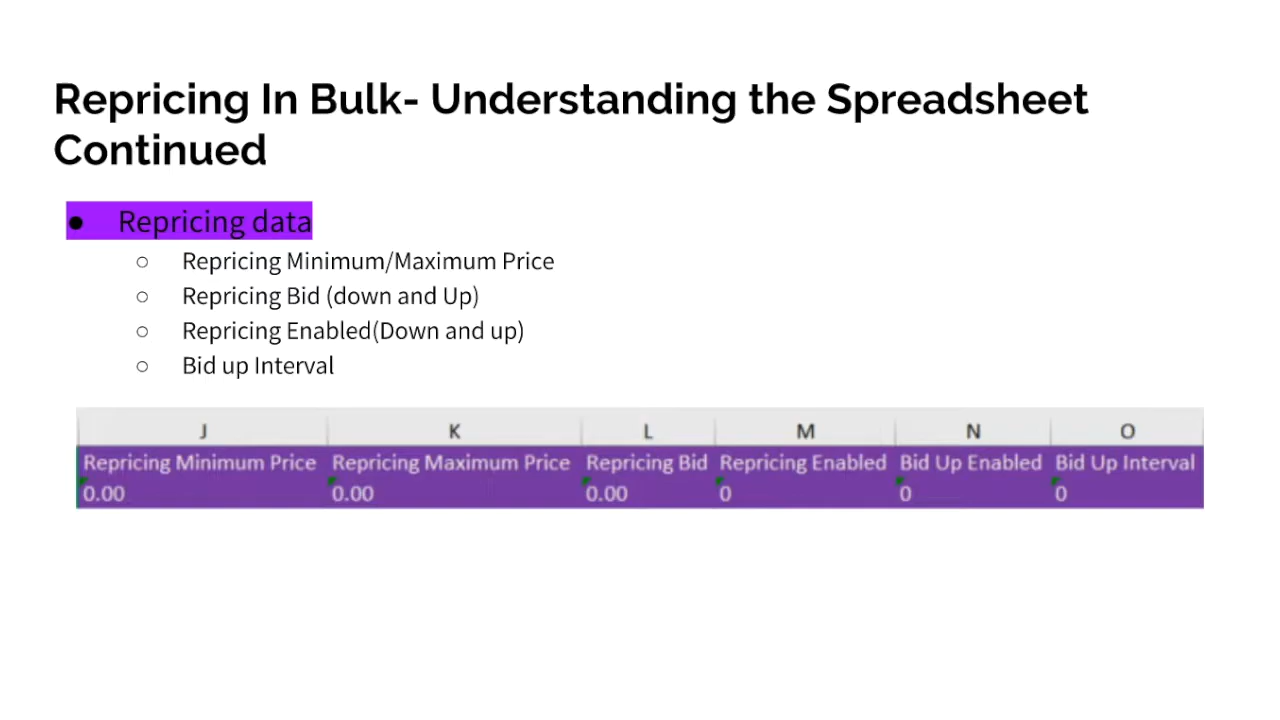 Repricing In Bulk- Understanding the Spreadsheet
Continued
● Repricing data
○ Repricing Minimum/Maximum Price
○ Repricing Bid (down and Up)
○ Repricing Enabled(Down and up)
○ Bid up Interval
J K L M N O
Repricing Minimum Price Repricing Maximum Price Repricing Bid Repricing Enabled Bid Up Enabled Bid Up Interval
0.00 0.00 0.00 0 0 0